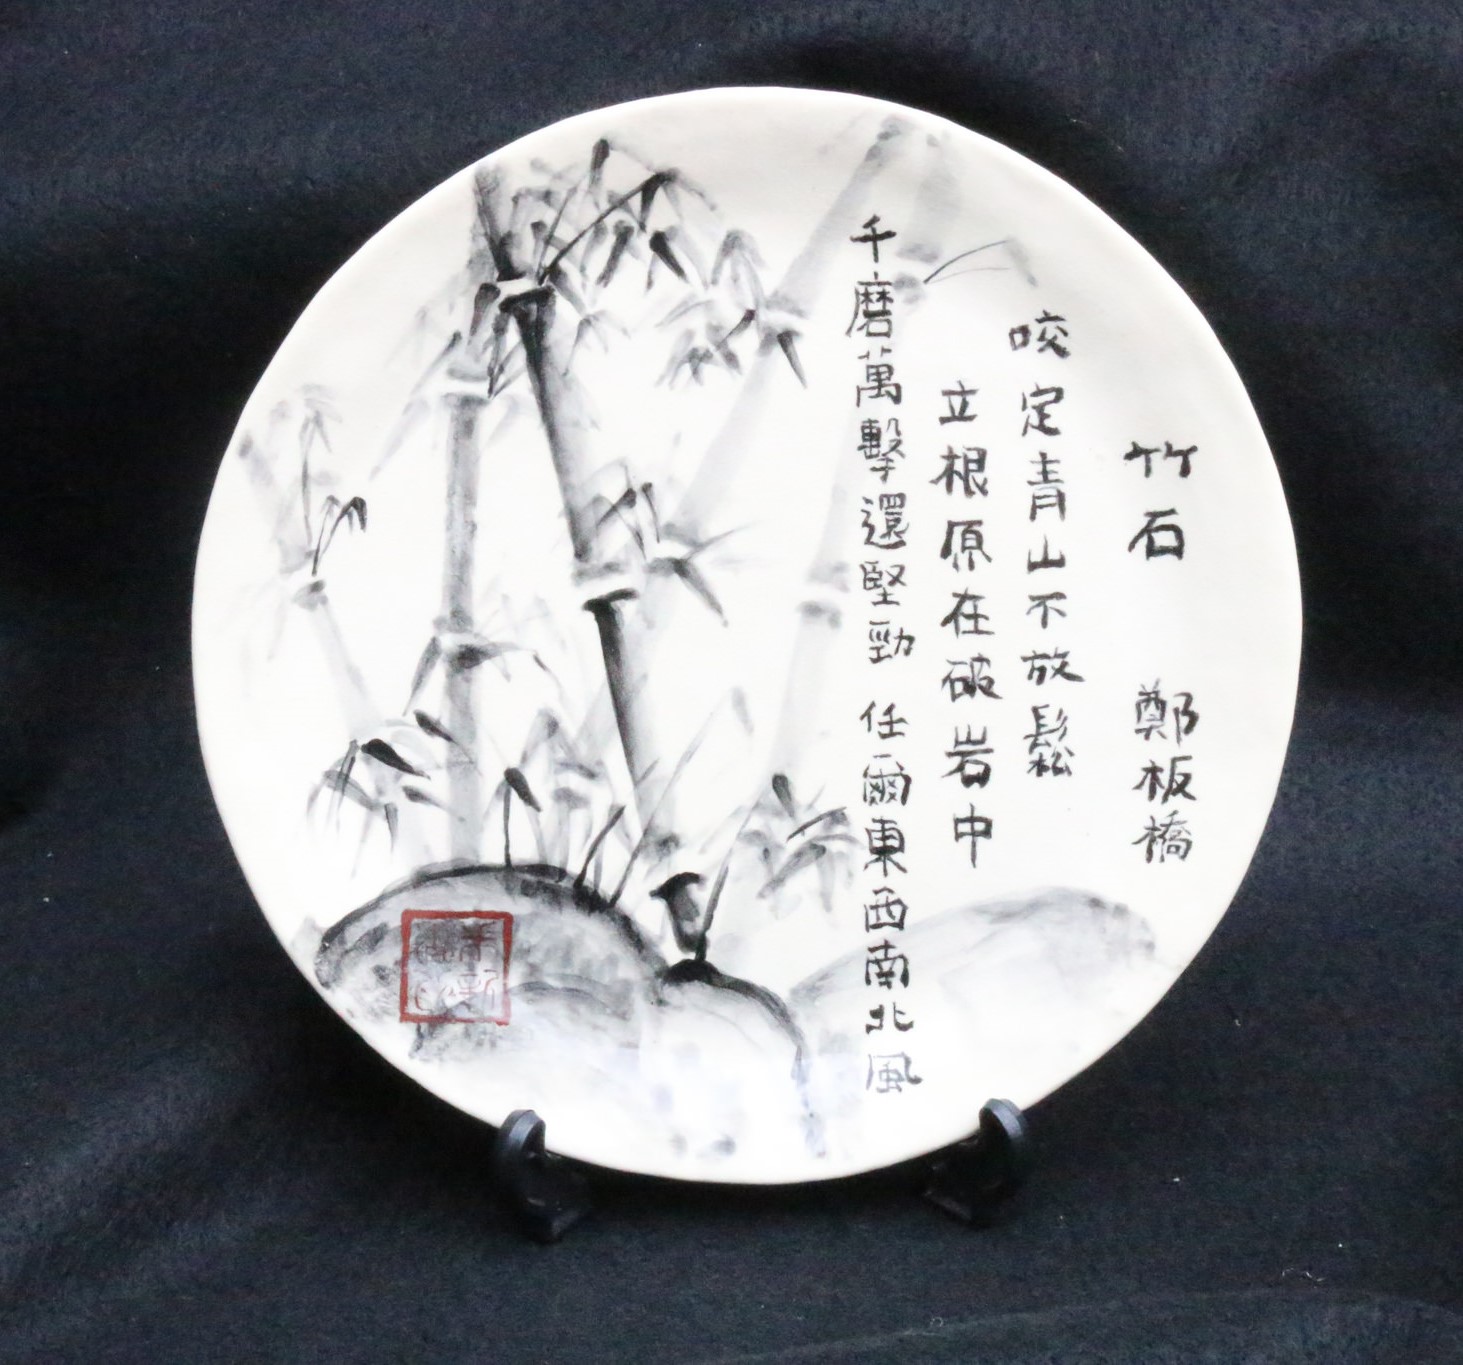 竹石 鄭板橋
咬定青山不放鬆
立根原在破岩中
千磨萬擊還堅勁 任爾東西南北風